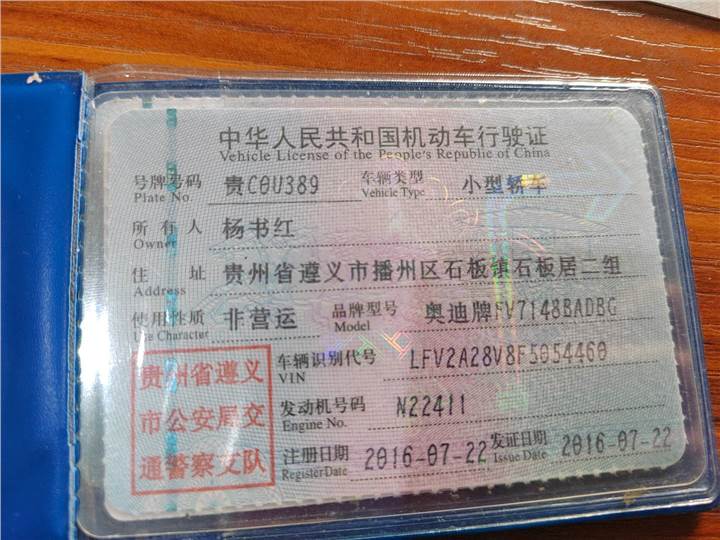 中华人民共和国机动车行驶证
Vehicle License of the People's Republic of China
号牌号码 贵C0U389 车辆类型 小型轿车
Plate No. Vehicle Type
所有人 杨书红
Owner
住址 贵州省遵义市播州区石板镇石板居二组
Address
使用性质 非营运 品牌型号 奥迪牌FV7148BADBG
Use Character Model
车辆识别代号 LFV2A28V8F5054460
VIN
发动机号码 N22411
Engine No.
注册日期 2016-07-22 发证日期 2016-07-22
Register Date Issue Date
贵州省遵义
市公安局交
通警察支队